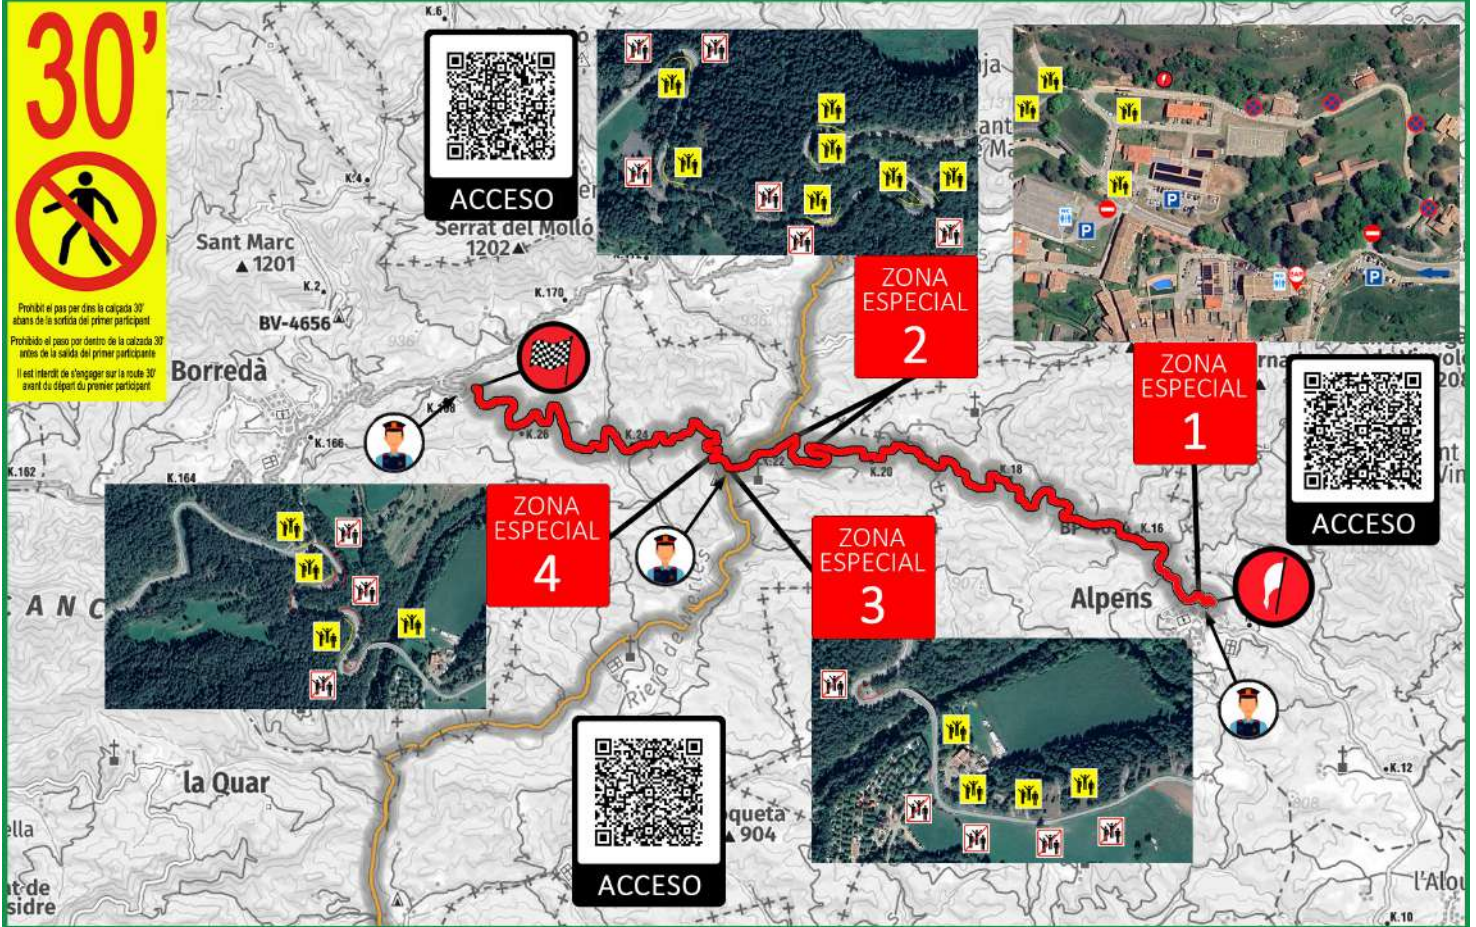 30'
Prohibit el pas per dins la calçada 30'
abans de la sortida del primer participant
Prohibido el paso por dentro de la calzada 30'
antes de la salida del primer participante
Il est interdit de s'engager sur la route 30'
avant du départ du premier participant
K.6
ACCESO
Serrat del Molló
1202
Sant Marc
1201
K.4
K.2
BV-4656
K.170
Borredà
K.166
K.162
K.164
K.26
K.24
K.22
K.20
K.18
K.16
ZONA
ESPECIAL
2
ZONA
ESPECIAL
1
ACCESO
ZONA
ESPECIAL
4
ZONA
ESPECIAL
3
Alpens
P
P
P
la Quar
Riera de
904
ACCESO
K.12
808
K.10
l'Alou